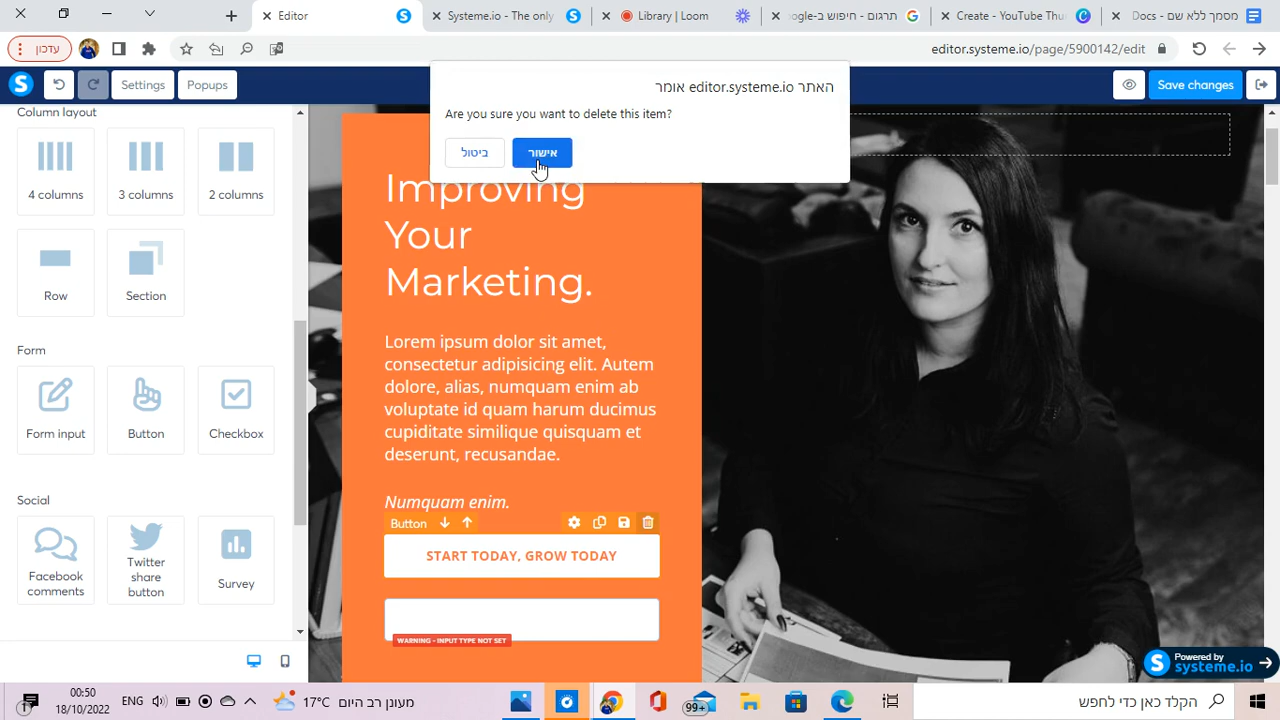 Editor
Systeme.io - The onl
Library | Loom
תרגום - חיפוש ב-oogle
Create - YouTube Thu
מסמך ללא שם - Docs
עדכון
editor.systeme.io/page/5900142/edit
Settings
Popups
Save changes
האתר editor.systeme.io אומר
Are you sure you want to delete this item?
ביטול
אישור
Column layout
4 columns
3 columns
2 columns
Row
Section
Form
Form input
Button
Checkbox
Social
Facebook comments
Twitter share button
Survey
Improving
Your
Marketing.
Lorem ipsum dolor sit amet,
consectetur adipisicing elit. Autem
dolore, alias, numquam enim ab
voluptate id quam harum ducimus
cupiditate similique quisquam et
deserunt, recusandae.
Numquam enim.
Button
START TODAY, GROW TODAY
WARNING - INPUT TYPE NOT SET
Powered by
systeme.io
1
00:50
18/10/2022
ENG
17°C
מעונן רב היום
99+
הקלד כאן כדי לחפש